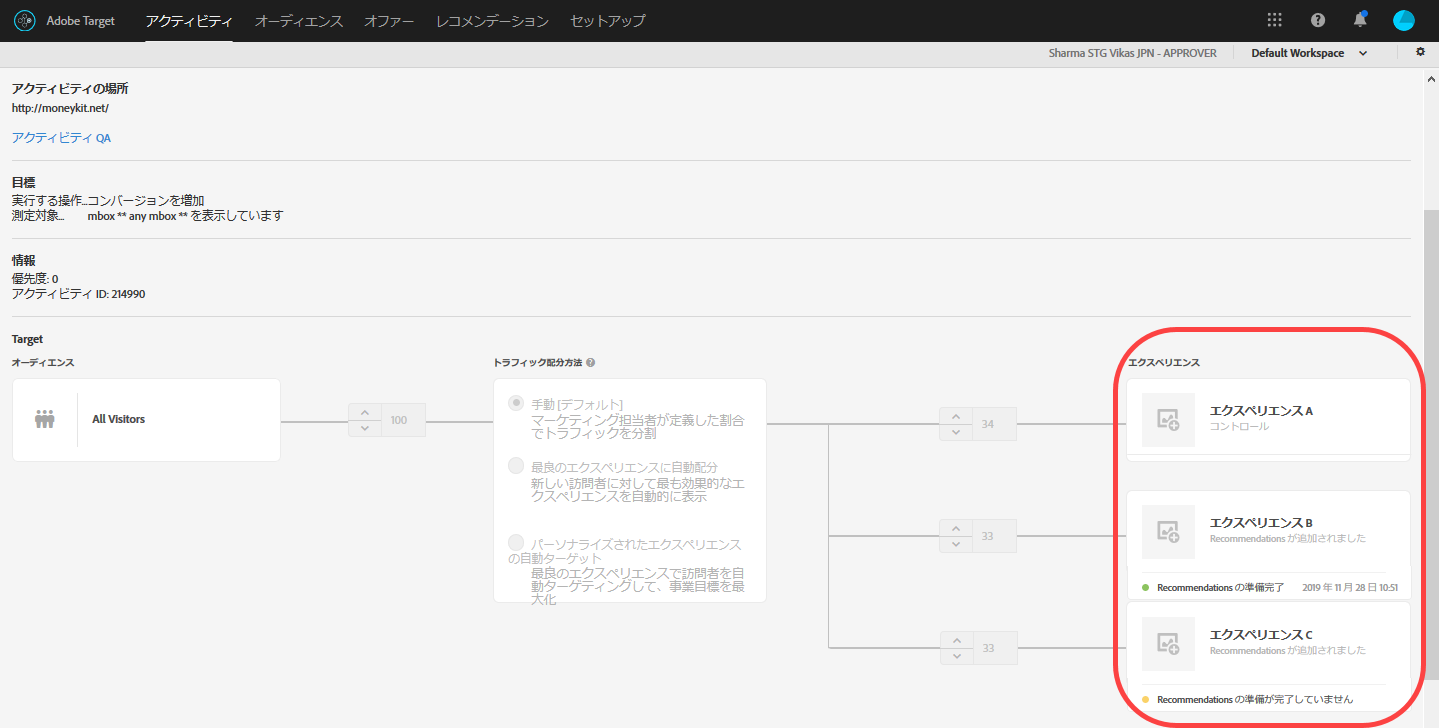 Adobe Target アクティビティ オーディエンス オファー レコメンデーション セットアップ
Sharma STG Vikas JPN - APPROVER Default Workspace
アクティビティの場所
http://moneykit.net/
アクティビティ QA
目標
実行する操作...コンバージョンを増加
測定対象... mbox ** any mbox ** を表示しています
情報
優先度: 0
アクティビティ ID: 214990
Target
オーディエンス
All Visitors
100
トラフィック配分方法
手動 [デフォルト]
マーケティング担当者が定義した割合
でトラフィックを分割
最良のエクスペリエンスに自動配分
新しい訪問者に対して最も効果的なエ
クスペリエンスを自動的に表示
パーソナライズされたエクスペリエンス
の自動ターゲット
最良のエクスペリエンスで訪問者を自
動ターゲティングして、事業目標を最
大化
34
33
33
エクスペリエンス
エクスペリエンス A
コントロール
エクスペリエンス B
Recommendations が追加されました
Recommendations の準備完了 2019 年 11 月 28 日 10:51
エクスペリエンス C
Recommendations が追加されました
Recommendations の準備が完了していません